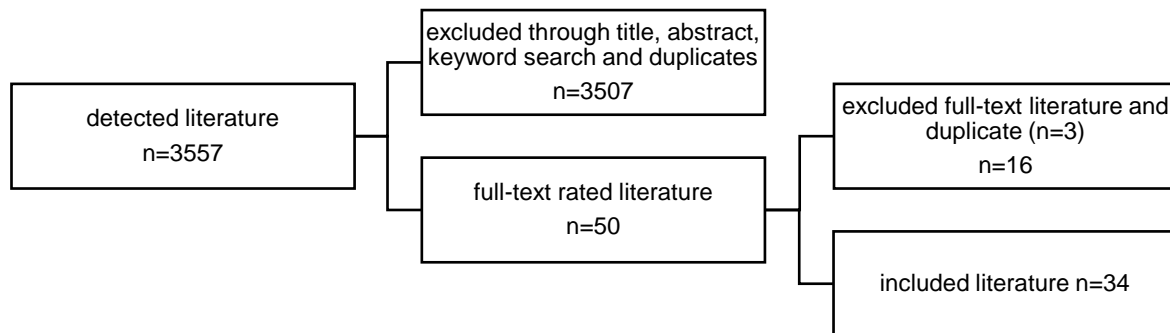 detected literature
n=3557
excluded through title, abstract,
keyword search and duplicates
n=3507
full-text rated literature
n=50
excluded full-text literature and
duplicate (n=3)
n=16
included literature n=34